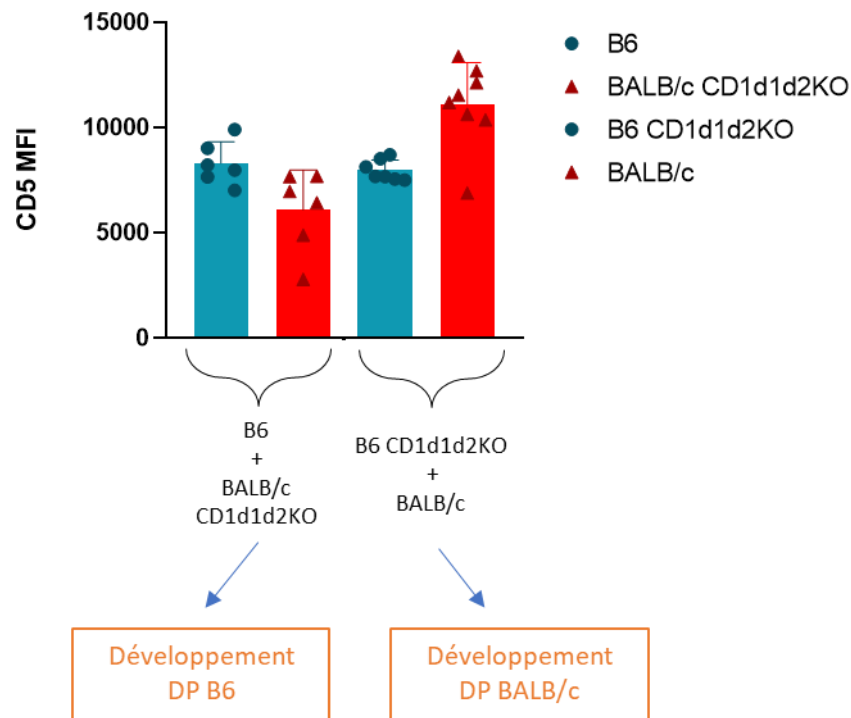 15000
10000
5000
0
CD5 MFI
B6
BALB/c CD1d1d2KO
B6 CD1d1d2KO
BALB/c
B6
+
BALB/c
CD1d1d2KO
B6 CD1d1d2KO
+
BALB/c
Développement
DP B6
Développement
DP BALB/c